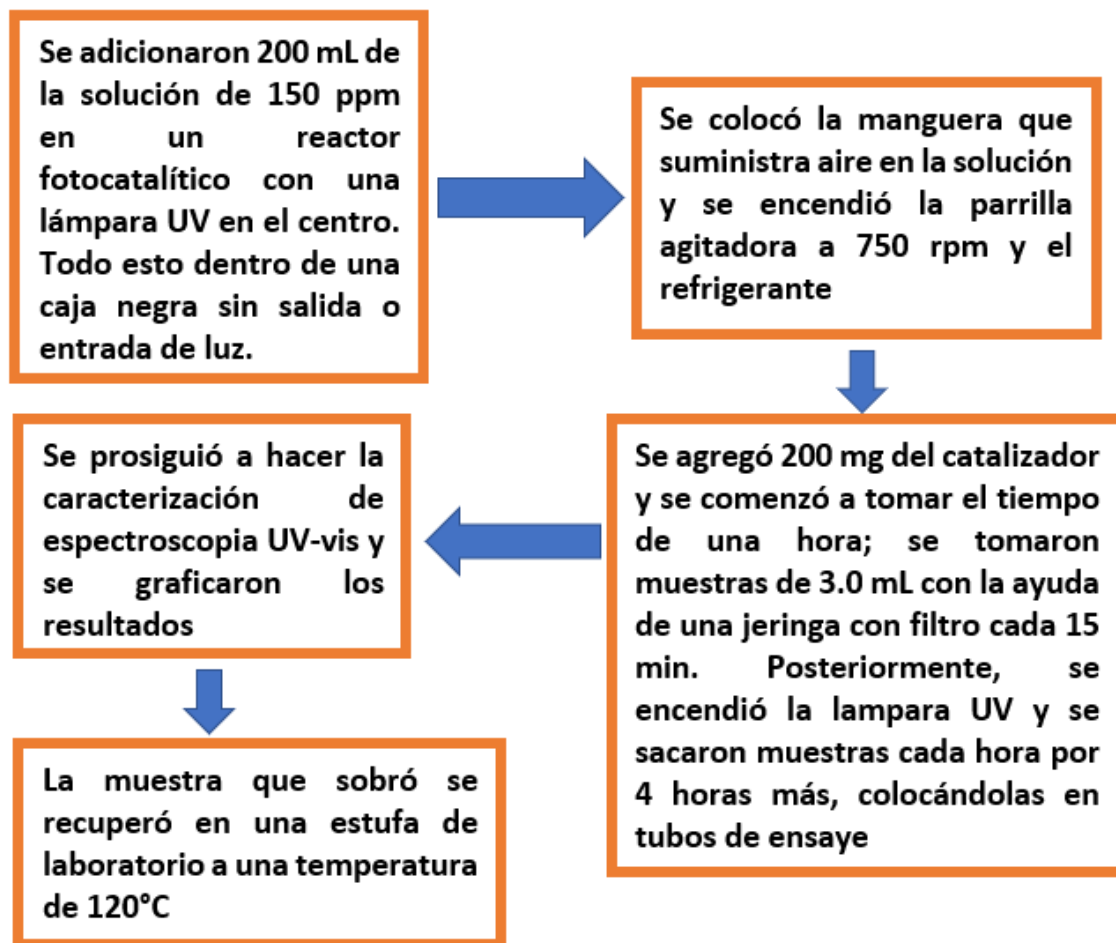 Se adicionaron 200 mL de
la solución de 150 ppm
en un reactor
fotocatalítico con una
lámpara UV en el centro.
Todo esto dentro de una
caja negra sin salida o
entrada de luz.
Se colocó la manguera que
suministra aire en la solución
y se encendió la parrilla
agitadora a 750 rpm y el
refrigerante
Se agregó 200 mg del catalizador
y se comenzó a tomar el tiempo
de una hora; se tomaron
muestras de 3.0 mL con la ayuda
de una jeringa con filtro cada 15
min. Posteriormente, se
encendió la lampara UV y se
sacaron muestras cada hora por
4 horas más, colocándolas en
tubos de ensaye
Se prosiguió a hacer la
caracterización de
espectroscopia UV-vis y
se graficaron los
resultados
La muestra que sobró se
recuperó en una estufa de
laboratorio a una temperatura
de 120°C